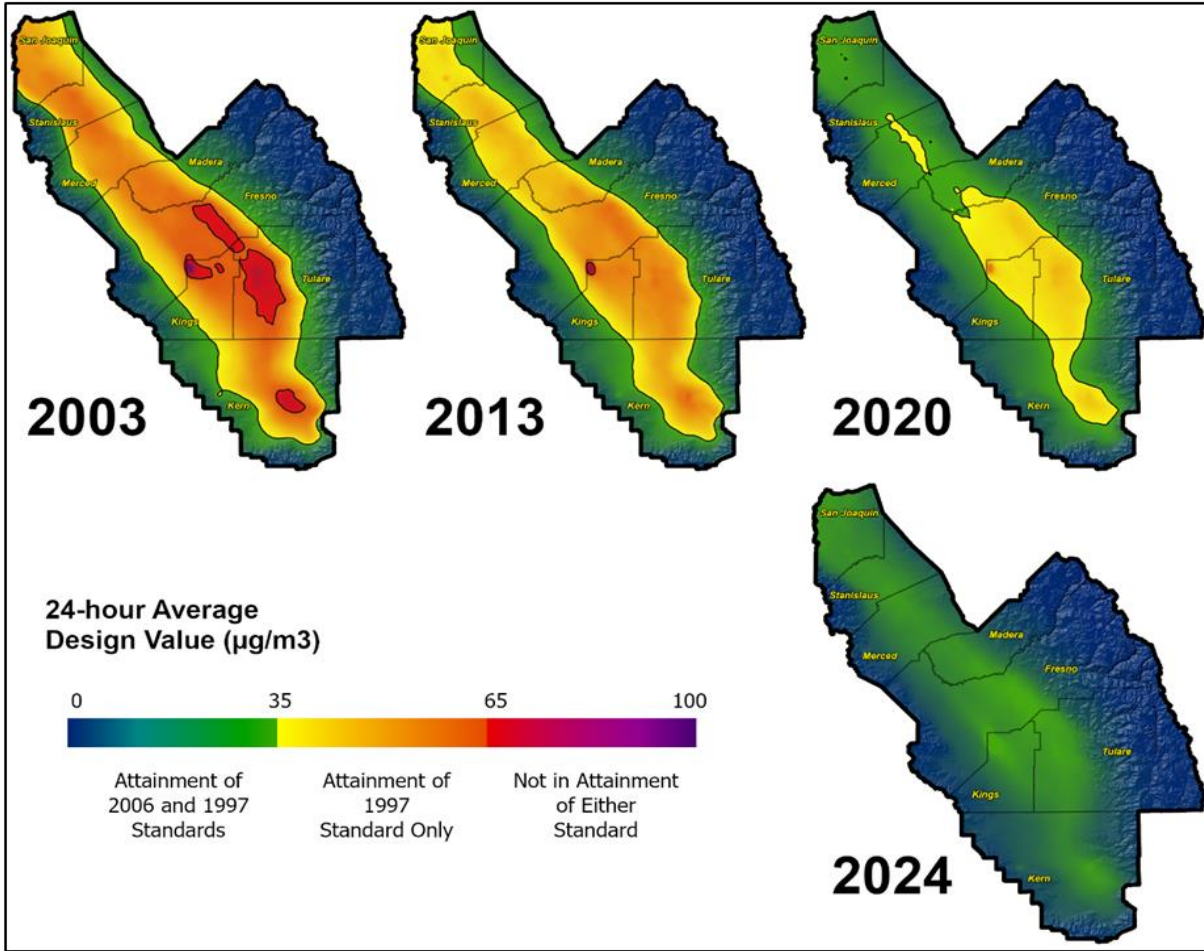 San Joaquin
Stanislaus
Merced
Madera
Fresno
Tulare
Kings
Kern
2003
San Joaquin
Stanislaus
Merced
Madera
Fresno
Tulare
Kings
Kern
2013
San Joaquin
Stanislaus
Merced
Madera
Fresno
Tulare
Kings
Kern
2020
San Joaquin
Stanislaus
Merced
Madera
Fresno
Tulare
Kings
Kern
2024
24-hour Average
Design Value (µg/m3)
0 35 65 100
Attainment of
2006 and 1997
Standards
Attainment of
1997
Standard Only
Not in Attainment
of Either
Standard